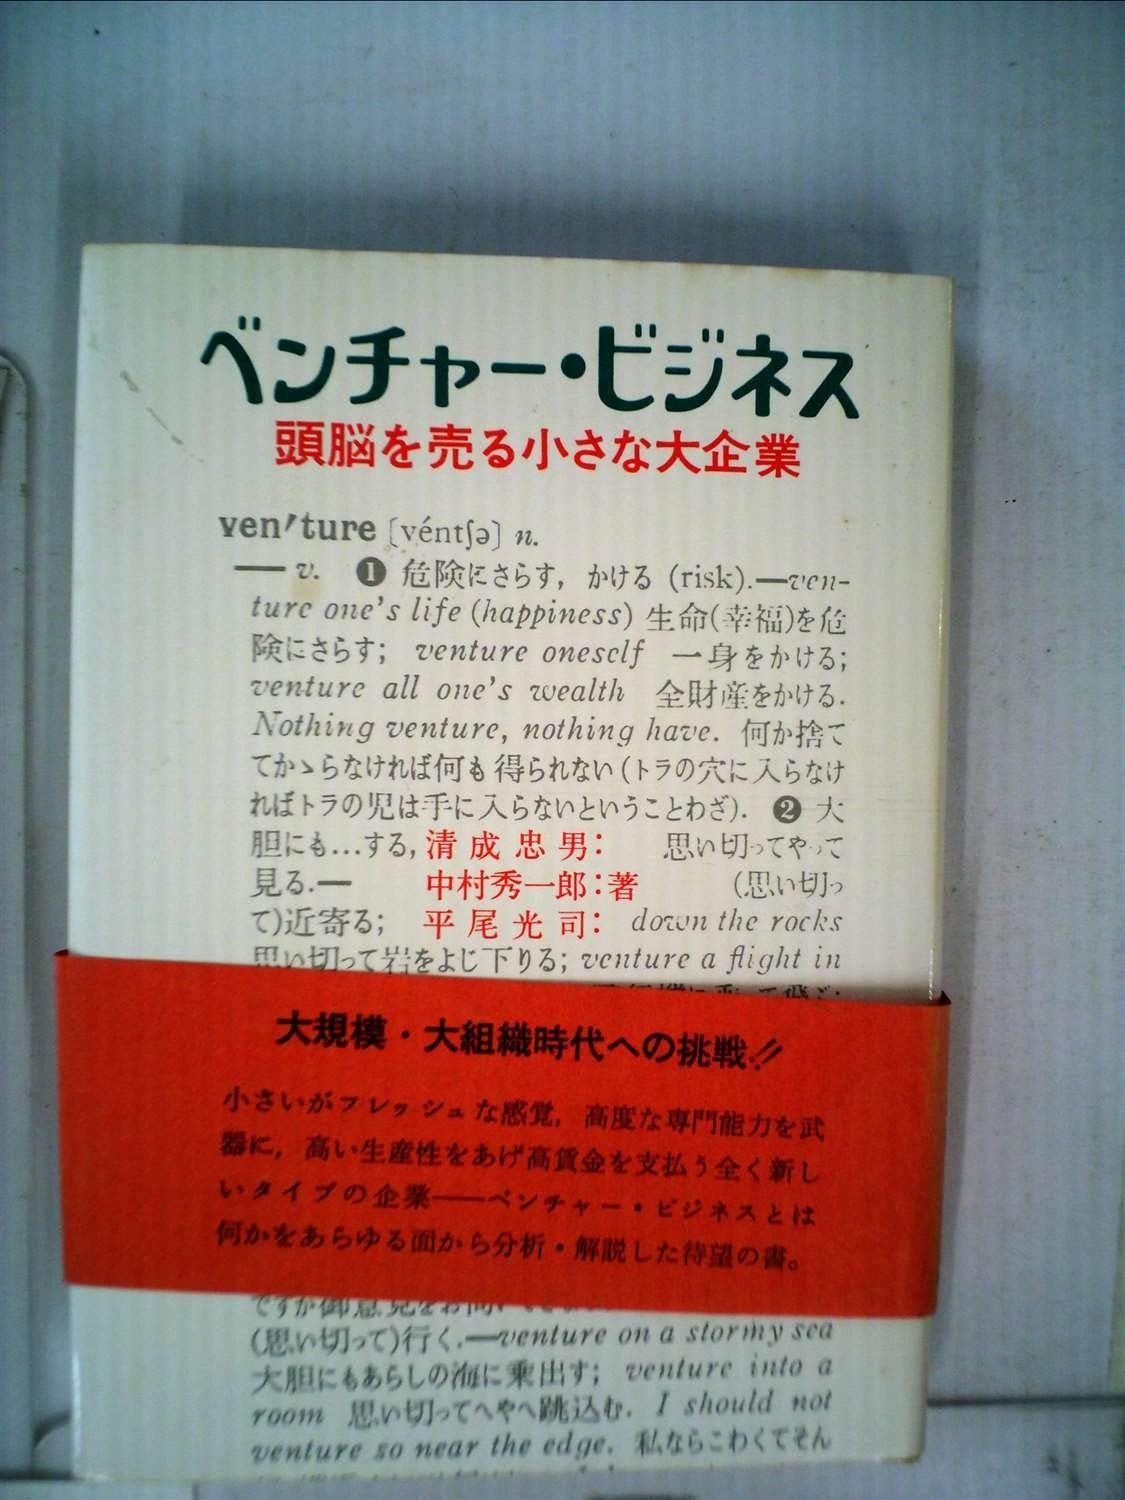 ベンチャー・ビジネス
頭脳を売る小さな大企業
ven′ture [véntʃə] n.
── v. ❶ 危険にさらす, かける (risk).—ven-
ture one's life (happiness) 生命(幸福)を危
険にさらす; venture oneself 一身をかける;
venture all one's wealth 全財産をかける.
Nothing venture, nothing have. 何か捨て
てかゝらなければ何も得られない (トラの穴に入らなけ
ればトラの児は手に入らないということわざ). ❷ 大
胆にも…する, 清成忠男: 思い切ってやって
見る.— 中村秀一郎:著 (思い切っ
て)近寄る; 平尾光司: down the rocks
思い切って岩をよじ下りる; venture a flight in
大規模・大組織時代への挑戦!!
小さいがフレッシュな感覚, 高度な専門能力を武
器に, 高い生産性をあげ高賃金を支払う全く新し
いタイプの企業──ベンチャー・ビジネスとは
何かをあらゆる面から分析・解説した待望の書。
ですが御意見をお
(思い切って)行く.—venture on a stormy sea
大胆にもあらしの海に乗出す; venture into a
room 思い切ってへやへ跳込む. I should not
venture so near the edge. 私ならこわくてそん